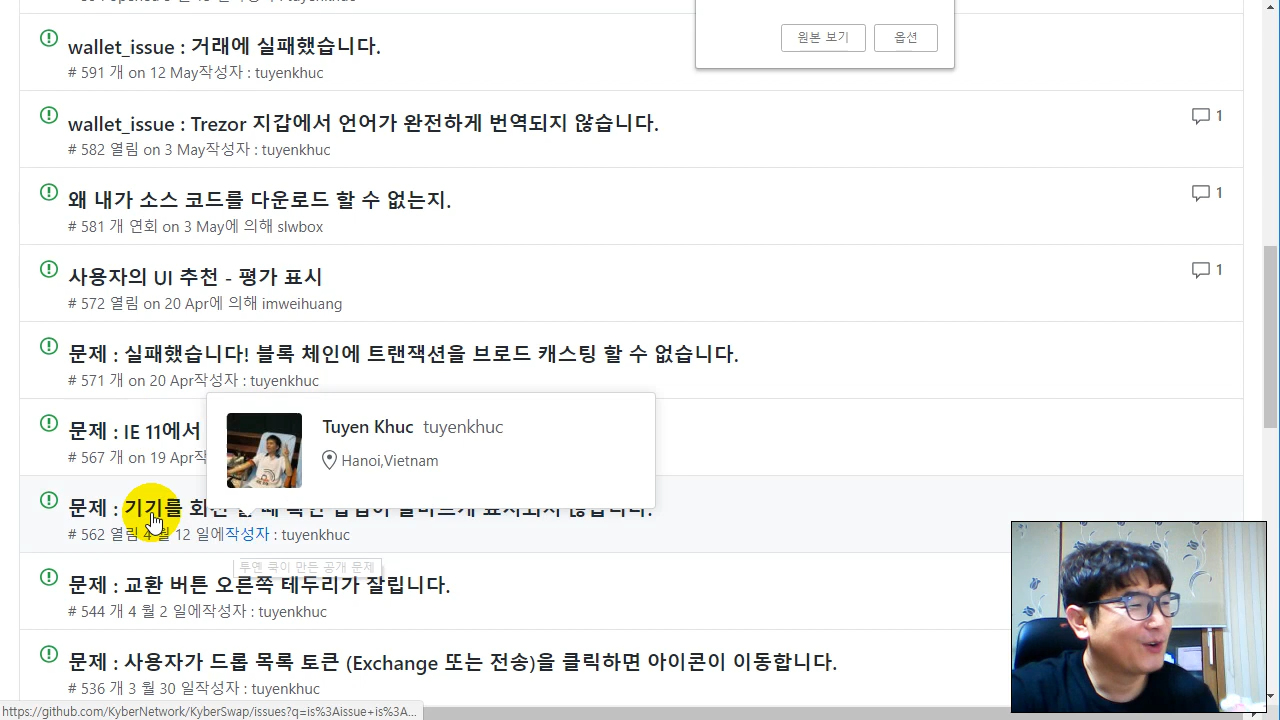 원본 보기
옵션
wallet_issue : 거래에 실패했습니다.
# 591 개 on 12 May작성자 : tuyenkhuc
wallet_issue : Trezor 지갑에서 언어가 완전하게 번역되지 않습니다.
1
# 582 열림 on 3 May작성자 : tuyenkhuc
왜 내가 소스 코드를 다운로드 할 수 없는지.
1
# 581 개 연회 on 3 May에 의해 slwbox
사용자의 UI 추천 - 평가 표시
1
# 572 열림 on 20 Apr에 의해 imweihuang
문제 : 실패했습니다! 블록 체인에 트랜잭션을 브로드 캐스팅 할 수 없습니다.
# 571 개 on 20 Apr작성자 : tuyenkhuc
문제 : IE 11에서
# 567 개 on 19 Apr작
Tuyen Khuc tuyenkhuc
Hanoi,Vietnam
문제 : 기기를
# 562 열림 4 월 12 일에작성자 : tuyenkhuc
투옌 쿡이 만든 공개 문제
문제 : 교환 버튼 오른쪽 테두리가 잘립니다.
# 544 개 4 월 2 일에작성자 : tuyenkhuc
문제 : 사용자가 드롭 목록 토큰 (Exchange 또는 전송)을 클릭하면 아이콘이 이동합니다.
# 536 개 3 월 30 일작성자 : tuyenkhuc
https://github.com/KyberNetwork/KyberSwap/issues?q=is%3Aissue+is%3A...